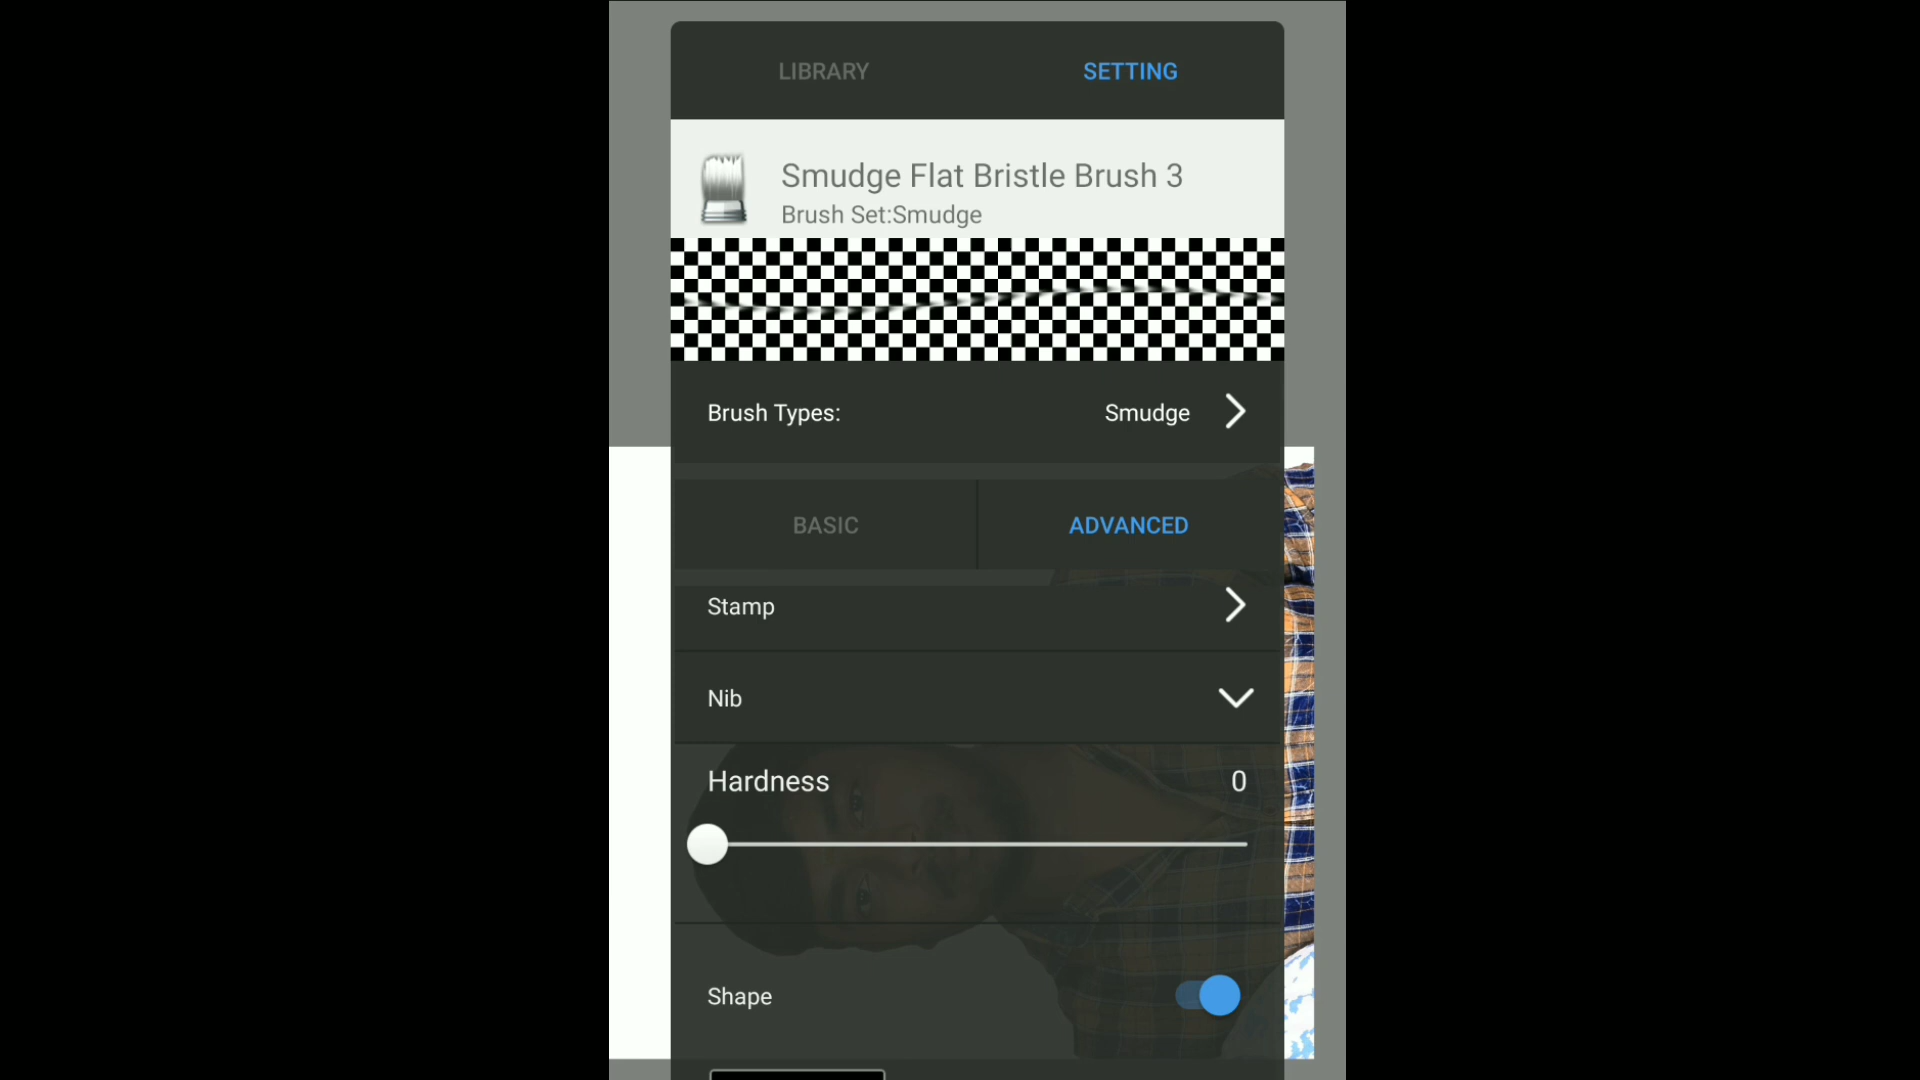 LIBRARY SETTING
Smudge Flat Bristle Brush 3
Brush Set:Smudge
Brush Types: Smudge
BASIC ADVANCED
Stamp
Nib
Hardness 0
Shape